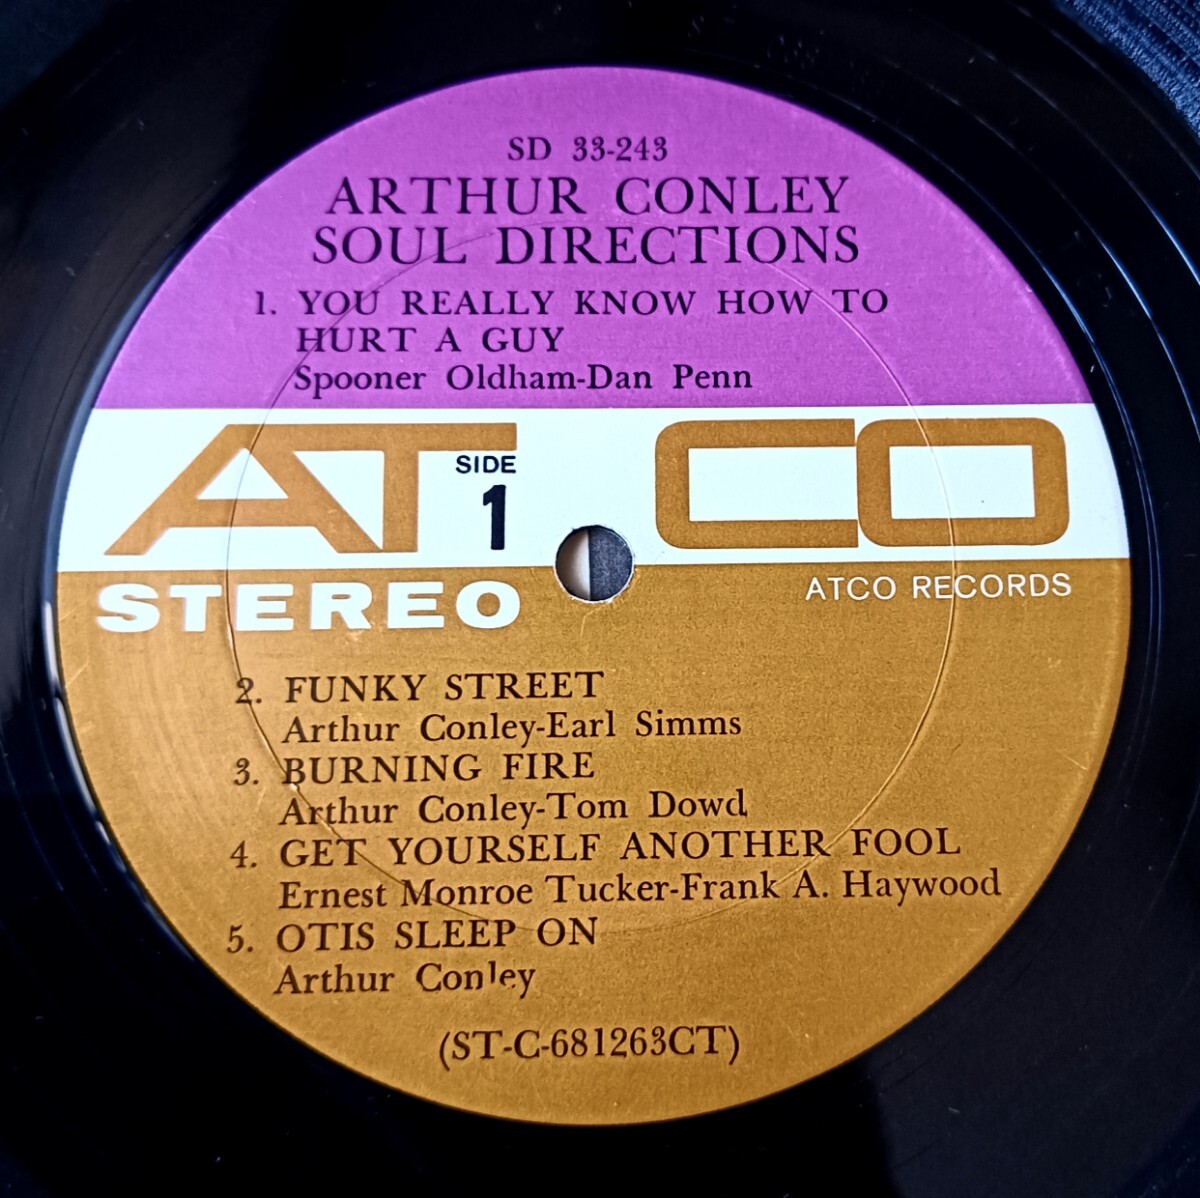 SD 33-243
ARTHUR CONLEY
SOUL DIRECTIONS
1. YOU REALLY KNOW HOW TO
HURT A GUY
Spooner Oldham-Dan Penn
ATCO
SIDE
1
STEREO
ATCO RECORDS
2. FUNKY STREET
Arthur Conley-Earl Simms
3. BURNING FIRE
Arthur Conley-Tom Dowd
4. GET YOURSELF ANOTHER FOOL
Ernest Monroe Tucker-Frank A. Haywood
5. OTIS SLEEP ON
Arthur Conley
(ST-C-681263CT)